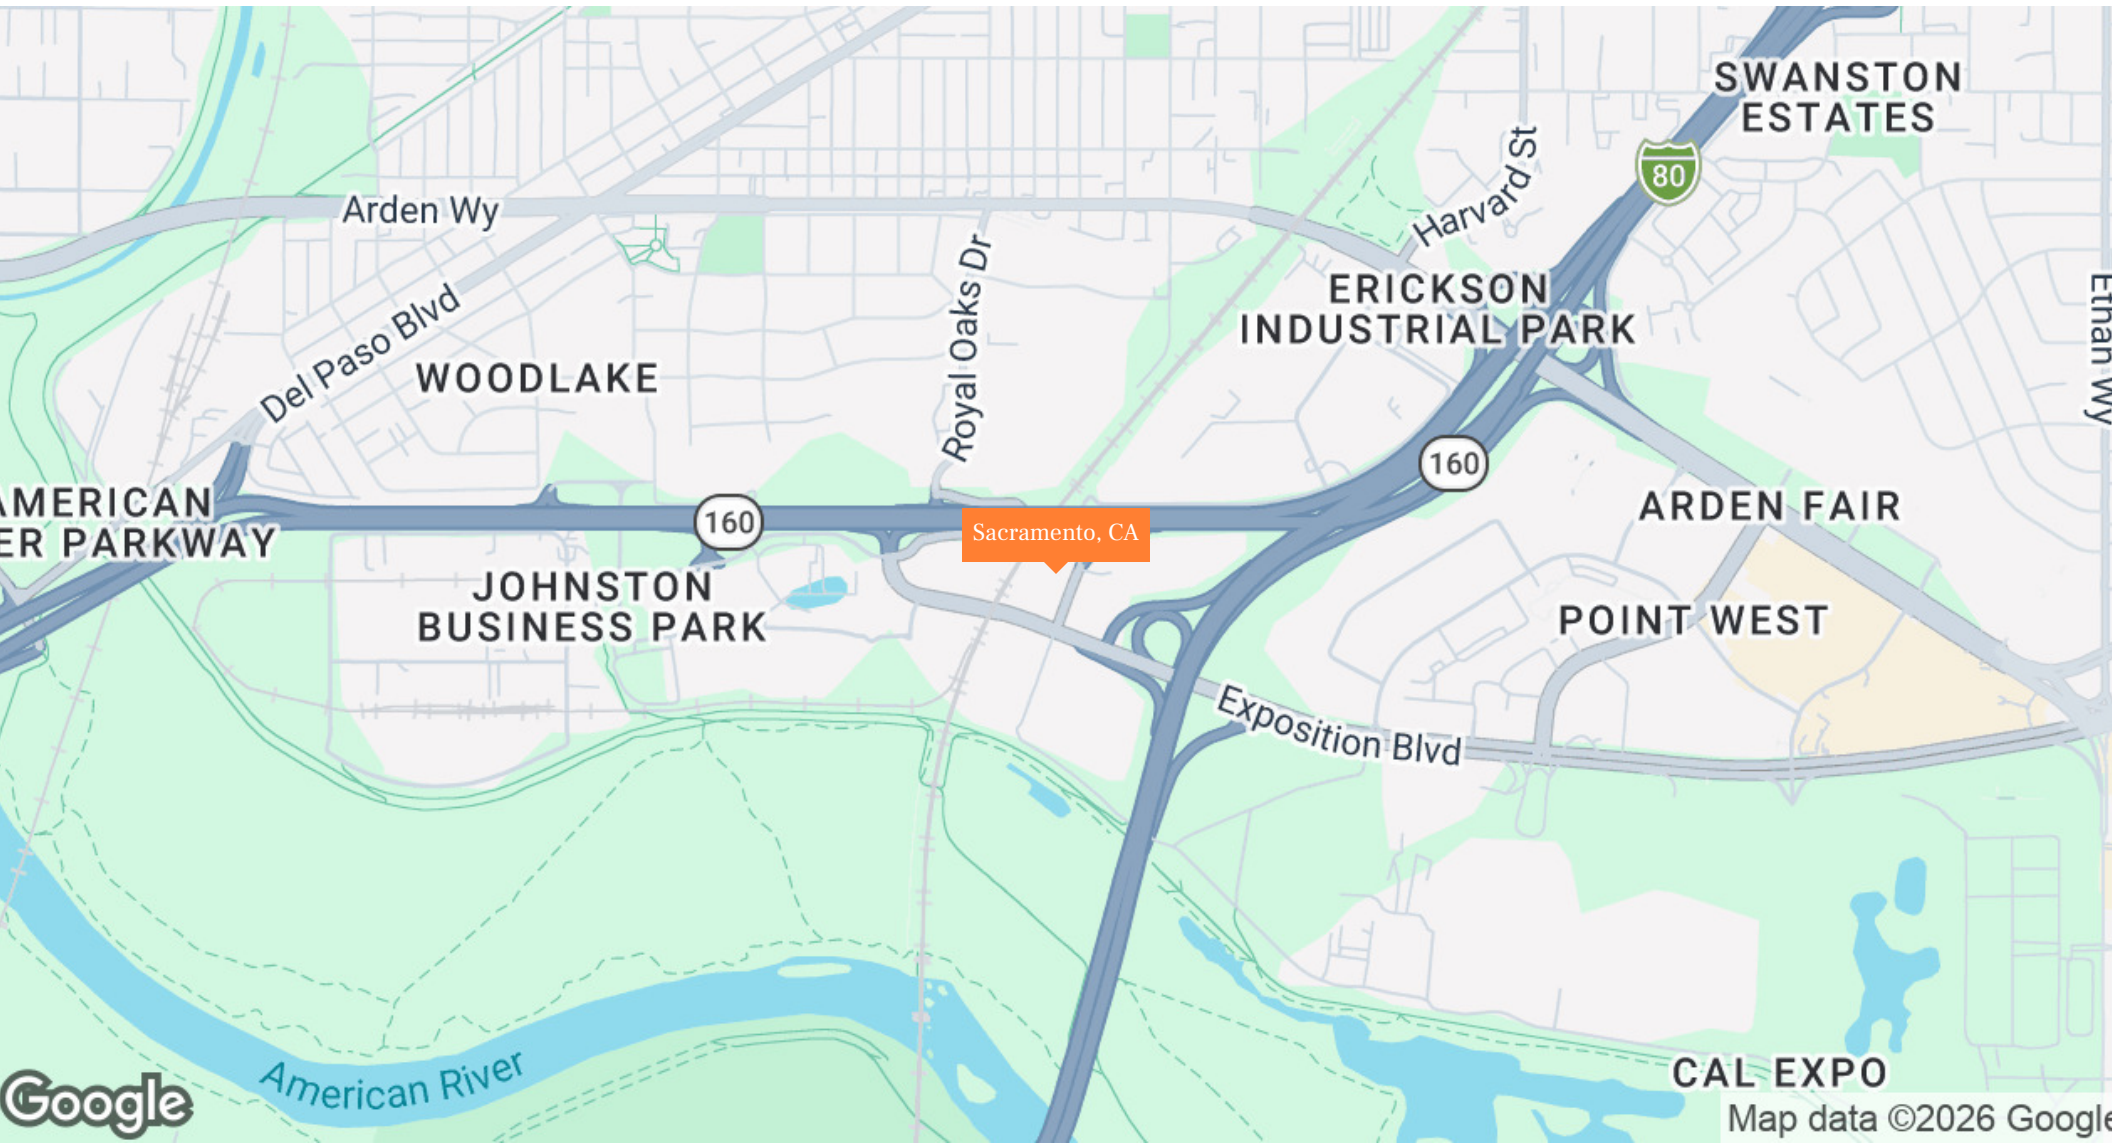 SWANSTON
ESTATES
80
Harvard St
Arden Wy
Royal Oaks Dr
ERICKSON
INDUSTRIAL PARK
Ethan Wy
Del Paso Blvd
WOODLAKE
160
AMERICAN
ER PARKWAY
160
Sacramento, CA
ARDEN FAIR
JOHNSTON
BUSINESS PARK
POINT WEST
Exposition Blvd
American River
CAL EXPO
Google
Map data ©2026 Google